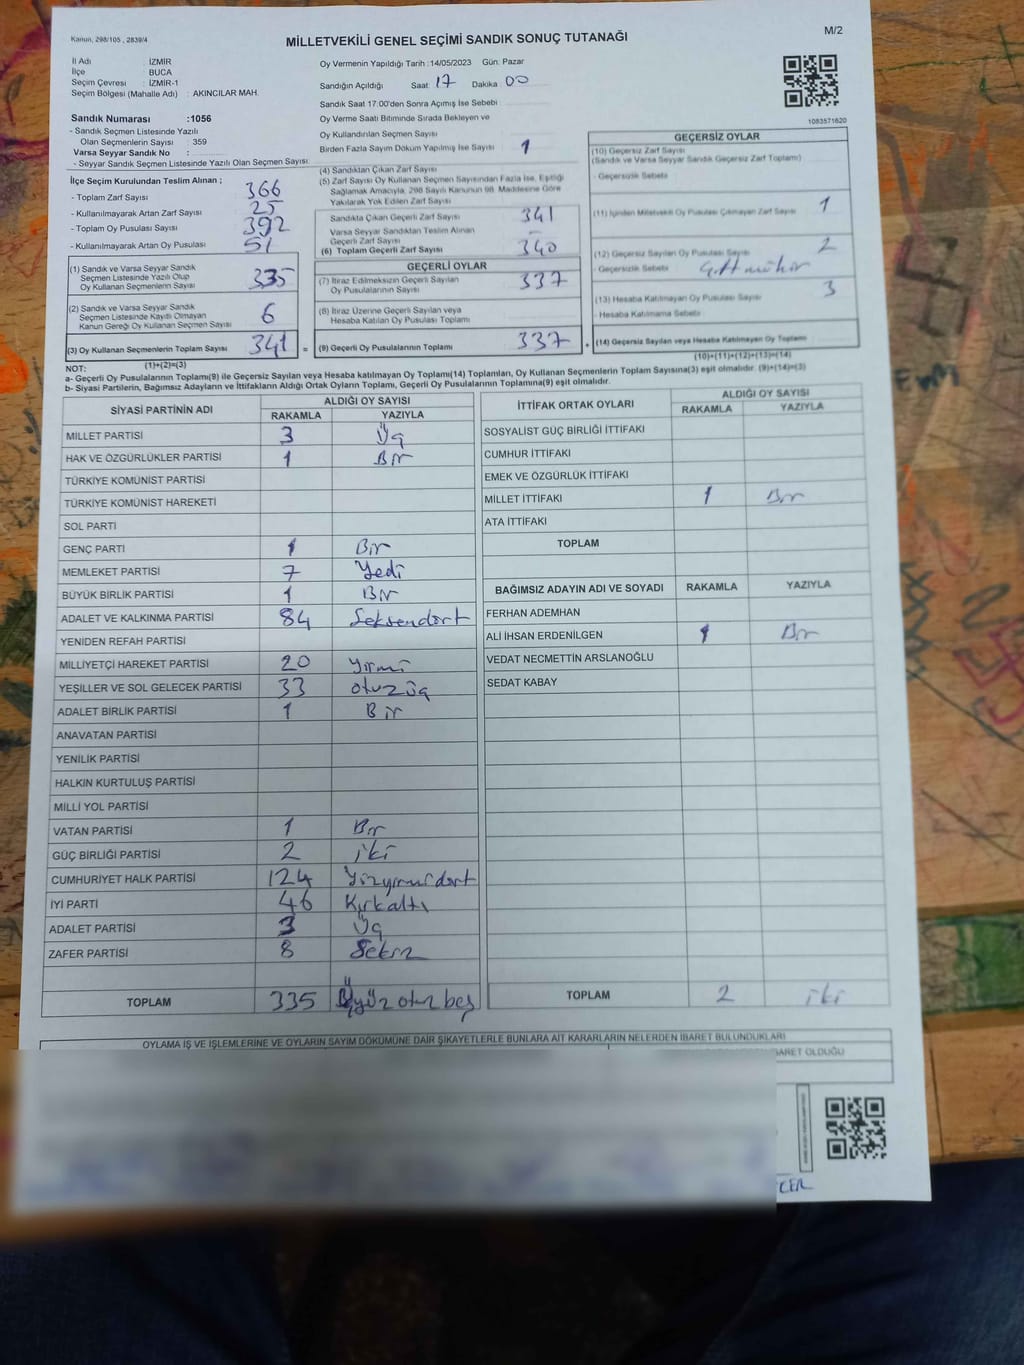 Kanun, 298/105 , 2839/4
MİLLETVEKİLİ GENEL SEÇİMİ SANDIK SONUÇ TUTANAĞI
M/2
İl Adı : İZMİR
İlçe : BUCA
Seçim Çevresi : İZMİR-1
Seçim Bölgesi (Mahalle Adı) : AKINCILAR MAH.
Oy Vermenin Yapıldığı Tarih : 14/05/2023 Gün: Pazar
Sandığın Açıldığı Saat: 17 Dakika : 00
Sandık Saat 17:00'den Sonra Açımış İse Sebebi :
Oy Verme Saati Bitiminde Sırada Bekleyen ve
Oy Kullandırılan Seçmen Sayısı
Birden Fazla Sayım Döküm Yapılmış İse Sayısı : 1
1083571620
Sandık Numarası :1056
- Sandık Seçmen Listesinde Yazılı
Olan Seçmenlerin Sayısı : 359
Varsa Seyyar Sandık No :
- Seyyar Sandık Seçmen Listesinde Yazılı Olan Seçmen Sayısı:
İlçe Seçim Kurulundan Teslim Alınan ;
- Toplam Zarf Sayısı : 366
- Kullanılmayarak Artan Zarf Sayısı : 25
- Toplam Oy Pusulası Sayısı : 392
- Kullanılmayarak Artan Oy Pusulası : 51
(1) Sandık ve Varsa Seyyar Sandık
Seçmen Listesinde Yazılı Olup
Oy Kullanan Seçmenlerin Sayısı 335
(2) Sandık ve Varsa Seyyar Sandık
Seçmen Listesinde Kaydı Olmayan
Kanun Gereği Oy Kullanan Seçmen Sayısı 6
(3) Oy Kullanan Seçmenlerin Toplam Sayısı 341 =
(1)+(2)=(3)
(4) Sandıktan Çıkan Zarf Sayısı
(5) Zarf Sayısı Oy Kullanan Seçmen Sayısından Fazla İse, Eşitliği
Sağlamak Amacıyla, 298 Sayılı Kanunun 98. Maddesine Göre
Yakılarak Yok Edilen Zarf Sayısı
Sandıkta Çıkan Geçerli Zarf Sayısı 341
Varsa Seyyar Sandıktan Teslim Alınan
Geçerli Zarf Sayısı -
(6) Toplam Geçerli Zarf Sayısı 340
GEÇERLİ OYLAR
(7) İtiraz Edilmeksizin Geçerli Sayılan
Oy Pusulalarının Sayısı 337
(8) İtiraz Üzerine Geçerli Sayılan veya
Hesaba Katılan Oy Pusulası Toplamı
(9) Geçerli Oy Pusulalarının Toplamı 337 +
GEÇERSİZ OYLAR
(10) Geçersiz Zarf Sayısı
(Sandık ve Varsa Seyyar Sandık Geçersiz Zarf Toplamı)
- Geçersizlik Sebebi
(11) İçinden Milletvekili Oy Pusulası Çıkmayan Zarf Sayısı 1
(12) Geçersiz Sayılan Oy Pusulası Sayısı 2
- Geçersizlik Sebebi
(13) Hesaba Katılmayan Oy Pusulası Sayısı 3
- Hesaba Katılmama Sebebi
(14) Geçersiz Sayılan veya Hesaba Katılmayan Oy Toplamı
(10)+(11)+(12)+(13)=(14)
NOT:
a- Geçerli Oy Pusulalarının Toplamı(9) ile Geçersiz Sayılan veya Hesaba katılmayan Oy Toplamı(14) Toplamları, Oy Kullanan Seçmenlerin Toplam Sayısına(3) eşit olmalıdır. (9)+(14)=(3)
b- Siyasi Partilerin, Bağımsız Adayların ve İttifakların Aldığı Ortak Oyların Toplamı, Geçerli Oy Pusulalarının Toplamına(9) eşit olmalıdır.
SİYASİ PARTİNİN ADI ALDIĞI OY SAYISI
RAKAMLA YAZIYLA
MİLLET PARTİSİ 3 Üç
HAK VE ÖZGÜRLÜKLER PARTİSİ 1 Bir
TÜRKİYE KOMÜNİST PARTİSİ
TÜRKİYE KOMÜNİST HAREKETİ
SOL PARTİ
GENÇ PARTİ 1 Bir
MEMLEKET PARTİSİ 7 Yedi
BÜYÜK BİRLİK PARTİSİ 1 Bir
ADALET VE KALKINMA PARTİSİ 84 Seksendört
YENİDEN REFAH PARTİSİ
MİLLİYETÇİ HAREKET PARTİSİ 20 Yirmi
YEŞİLLER VE SOL GELECEK PARTİSİ 33 otuzüç
ADALET BİRLİK PARTİSİ 1 Bir
ANAVATAN PARTİSİ
YENİLİK PARTİSİ
HALKIN KURTULUŞ PARTİSİ
MİLLİ YOL PARTİSİ
VATAN PARTİSİ 1 Bir
GÜÇ BİRLİĞİ PARTİSİ 2 iki
CUMHURİYET HALK PARTİSİ 124 Yüzyirmidört
İYİ PARTİ 46 Kırkaltı
ADALET PARTİSİ 3 Üç
ZAFER PARTİSİ 8 Sekiz
TOPLAM 335 Üçyüz otuz beş
İTTİFAK ORTAK OYLARI ALDIĞI OY SAYISI
RAKAMLA YAZIYLA
SOSYALİST GÜÇ BİRLİĞİ İTTİFAKI
CUMHUR İTTİFAKI
EMEK VE ÖZGÜRLÜK İTTİFAKI
MİLLET İTTİFAKI 1 Bir
ATA İTTİFAKI
TOPLAM
BAĞIMSIZ ADAYIN ADI VE SOYADI RAKAMLA YAZIYLA
FERHAN ADEMHAN
ALİ İHSAN ERDENİLGEN 1 Bir
VEDAT NECMETTİN ARSLANOĞLU
SEDAT KABAY
TOPLAM 2 iki
OYLAMA İŞ VE İŞLEMLERİNE VE OYLARIN SAYIM DÖKÜMÜNE DAİR ŞİKAYETLERLE BUNLARA AİT KARARLARIN NELERDEN İBARET BULUNDUKLARI
BARET OLDUĞU